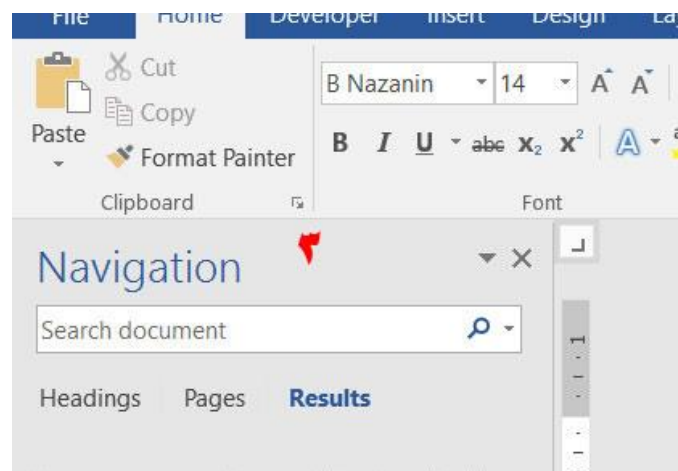 File Home Developer Insert Design La
Cut
Copy
Paste
Format Painter
Clipboard
B Nazanin 14 A A
B I U abc X₂ X² A
Font
۳
Navigation
Search document
Headings Pages Results
1